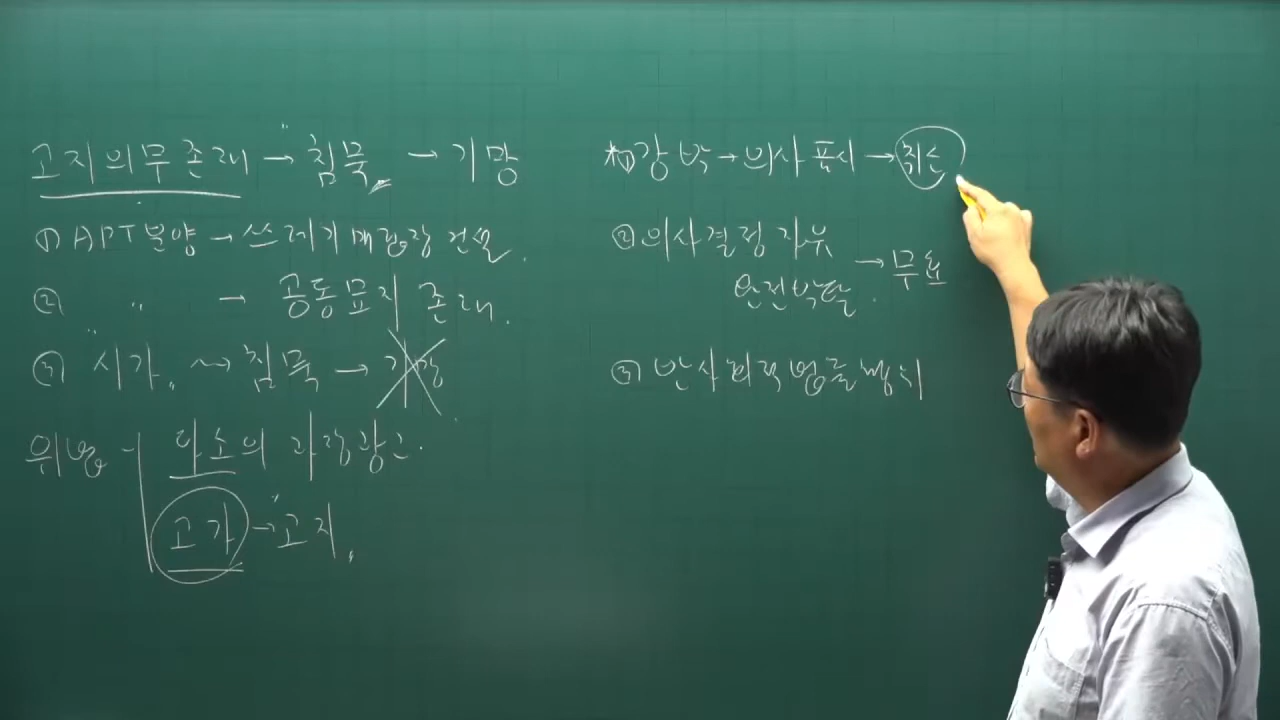 고지의무 존재 → 침묵 → 기망
① APT 분양 → 쓰레기 매립장 건설.
② 〃 → 공동묘지 존재.
③ 시가. → 침묵 → 기망
위법 다소의 과장광고.
고가 → 고지.
* ① 강박 → 의사표시 → 취소
② 의사결정 자유
완전박탈. → 무효
③ 반사회적 법률행위